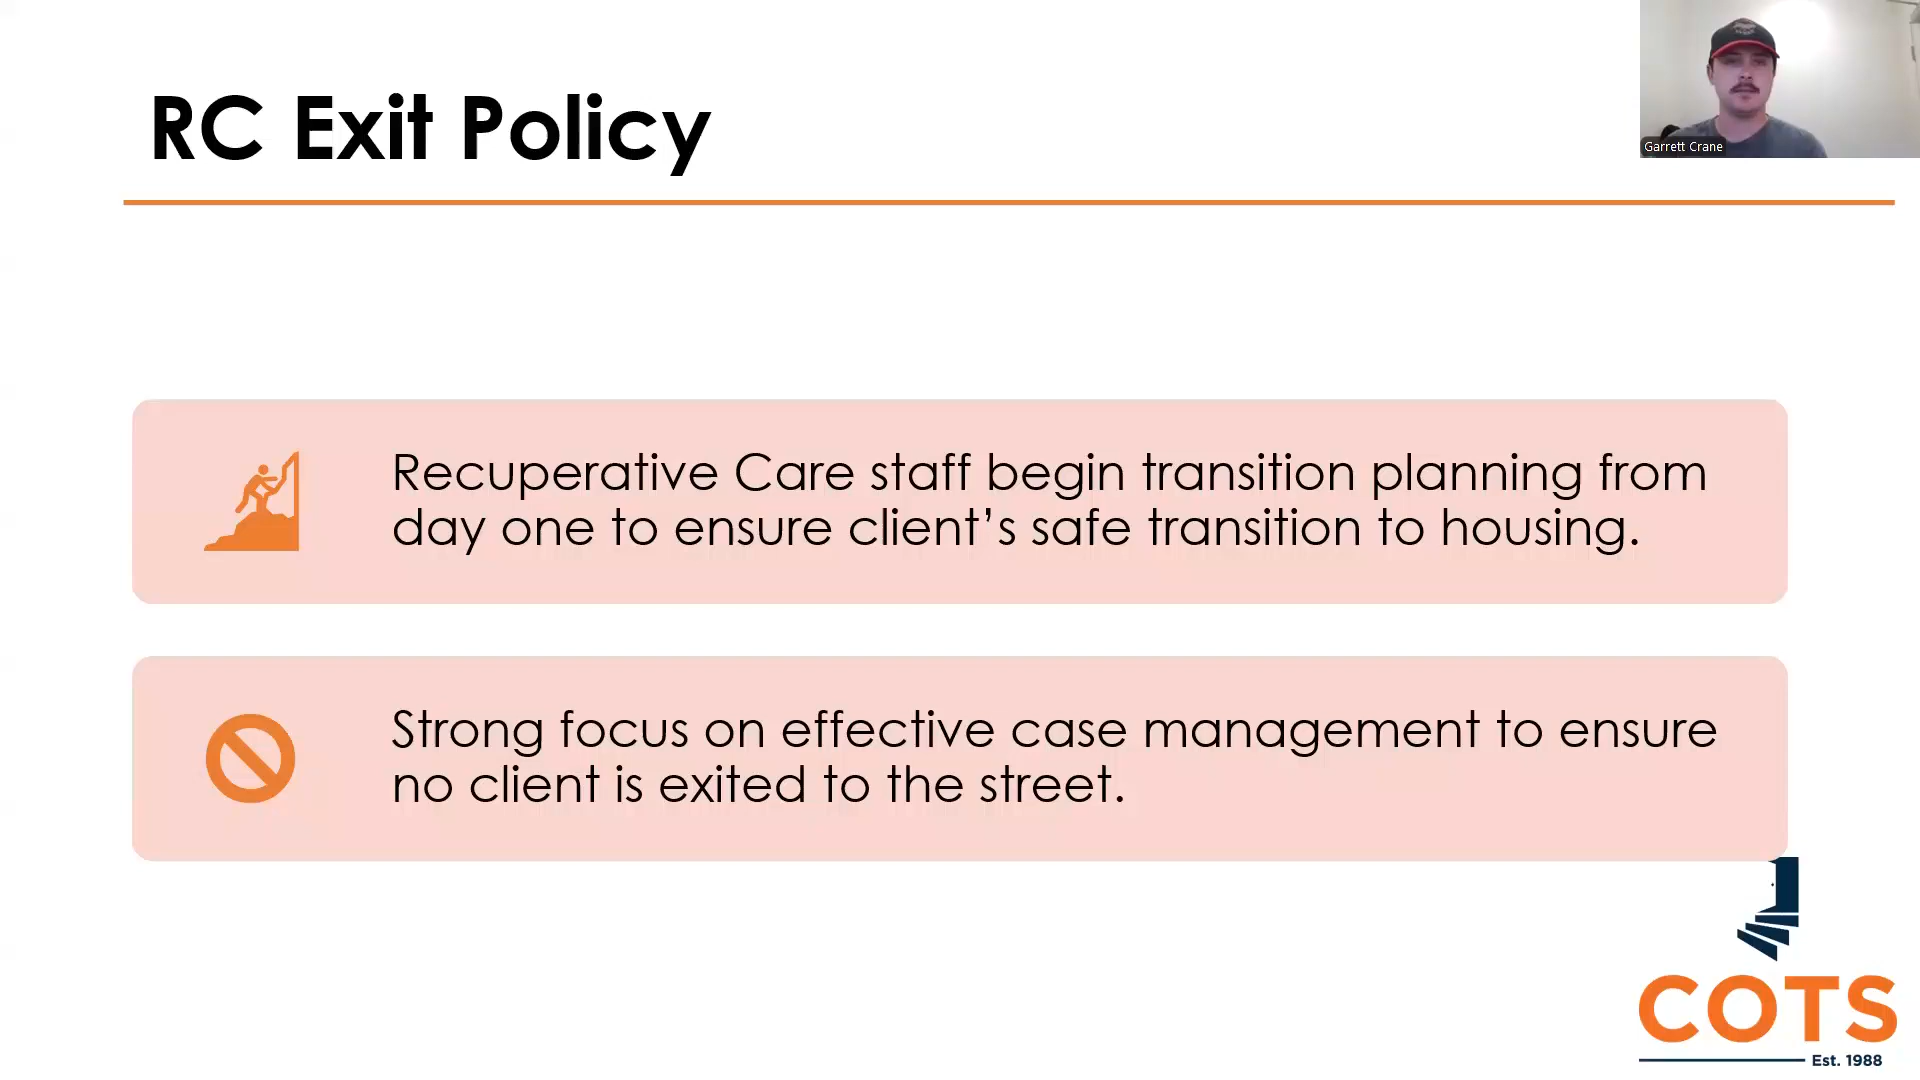 RC Exit Policy
Garrett Crane
Recuperative Care staff begin transition planning from
day one to ensure client’s safe transition to housing.
Strong focus on effective case management to ensure
no client is exited to the street.
COTS
Est. 1988